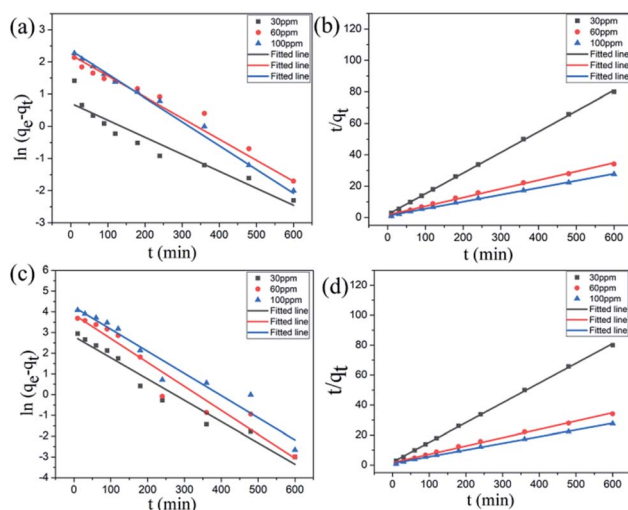 (a)
30ppm
60ppm
100ppm
Fitted line
Fitted line
Fitted line
ln (qe-qt)
3
2
1
0
-1
-2
-3
0 100 200 300 400 500 600
t (min)
(b)
30ppm
60ppm
100ppm
Fitted line
Fitted line
Fitted line
t/qt
120
100
80
60
40
20
0
0 100 200 300 400 500 600
t (min)
(c)
30ppm
60ppm
100ppm
Fitted line
Fitted line
Fitted line
ln (qe-qt)
6
5
4
3
2
1
0
-1
-2
-3
-4
0 100 200 300 400 500 600
t (min)
(d)
30ppm
60ppm
100ppm
Fitted line
Fitted line
Fitted line
t/qt
120
100
80
60
40
20
0
0 100 200 300 400 500 600
t (min)